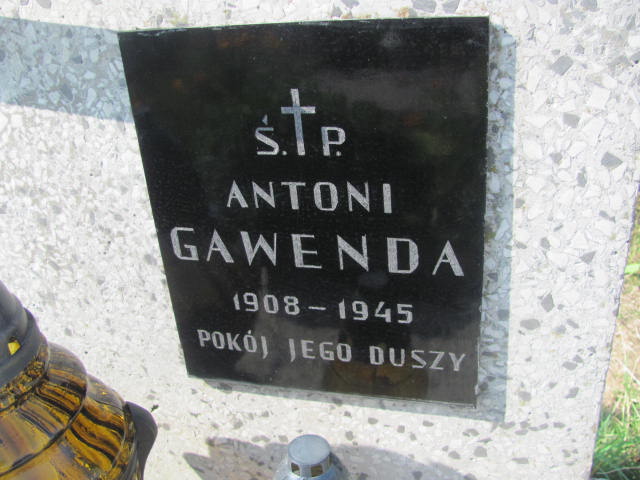 Ś. P.
ANTONI
GAWENDA
1908 - 1945
POKÓJ JEGO DUSZY